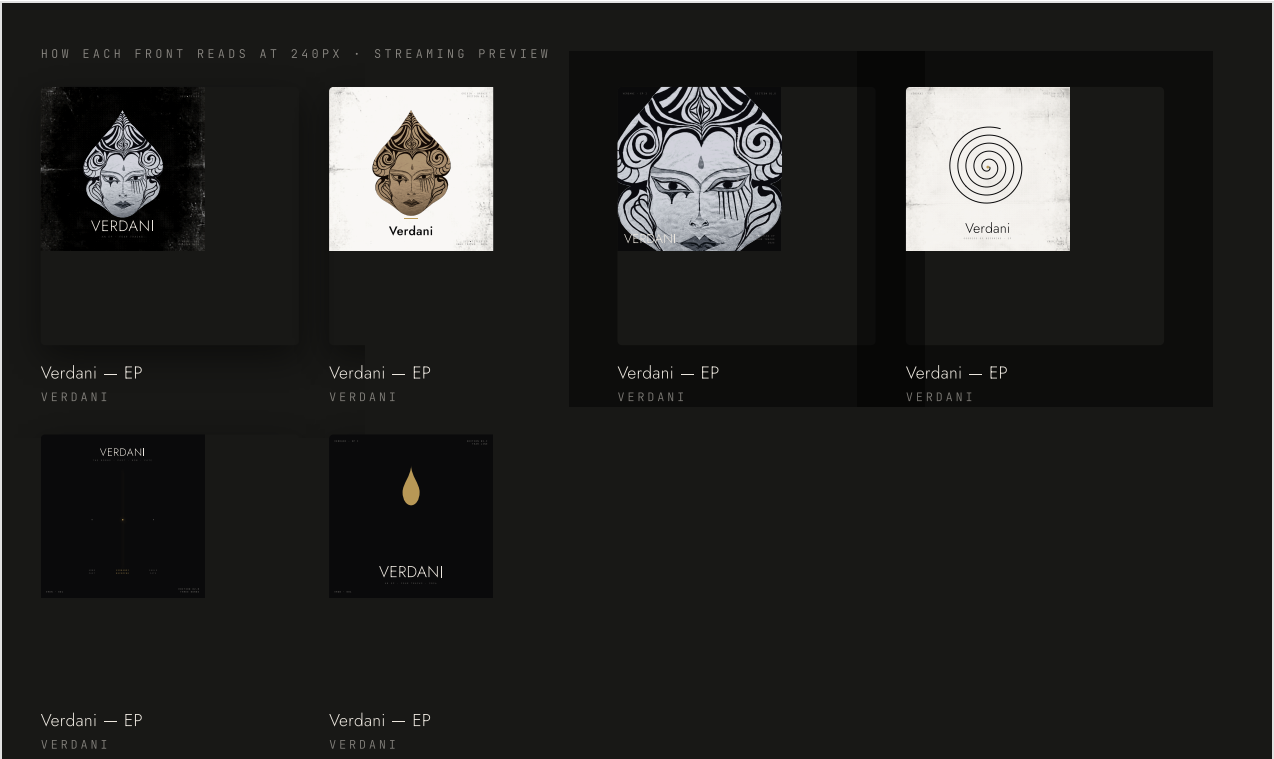 HOW EACH FRONT READS AT 240PX · STREAMING PREVIEW
VERDANI
Verdani
VERDANI
Verdani
Verdani — EP
VERDANI
Verdani — EP
VERDANI
Verdani — EP
VERDANI
Verdani — EP
VERDANI
VERDANI
VERDANI
Verdani — EP
VERDANI
Verdani — EP
VERDANI